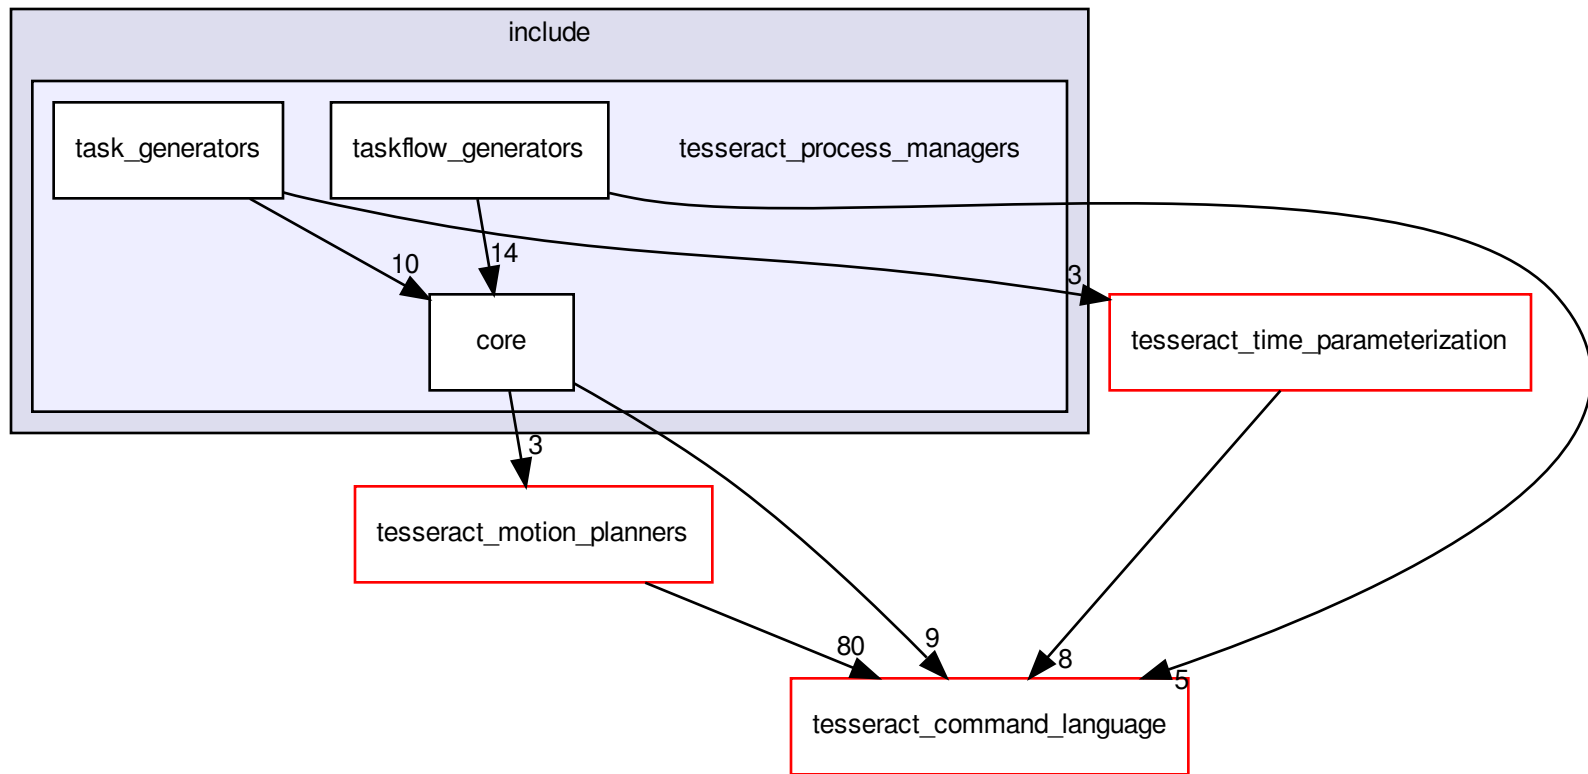 include
task_generators
taskflow_generators
tesseract_process_managers
10
14
3
core
tesseract_time_parameterization
3
tesseract_motion_planners
80
9
8
5
tesseract_command_language